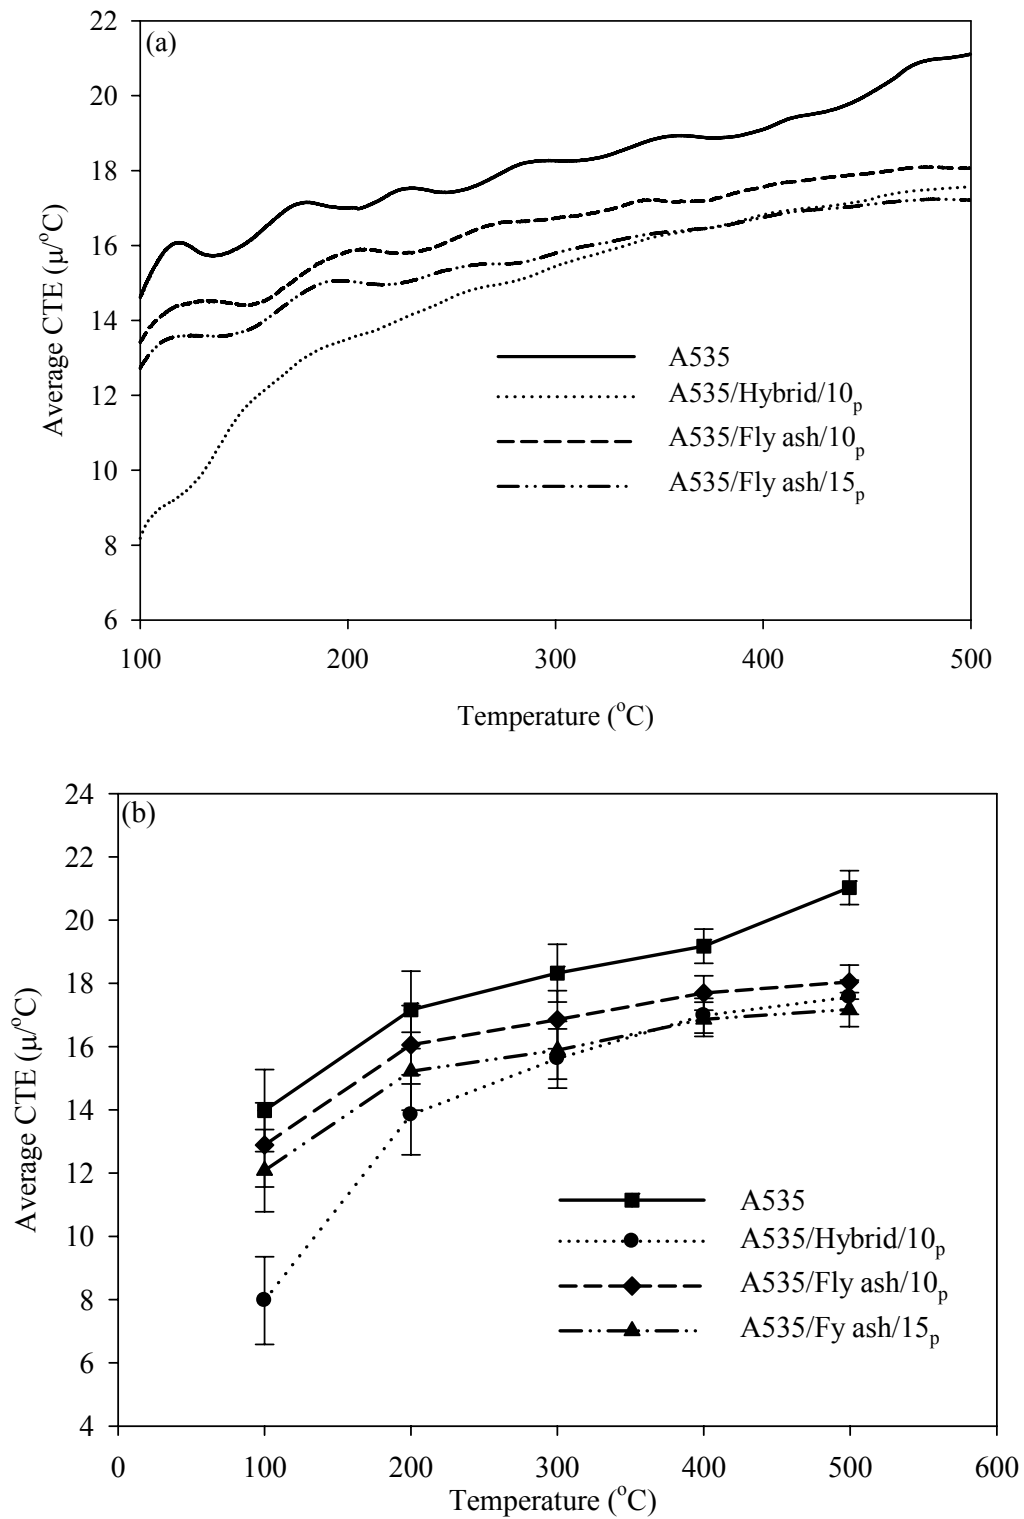 (a)
22
20
18
16
14
12
10
8
6
Average CTE (μ/°C)
A535
A535/Hybrid/10p
A535/Fly ash/10p
A535/Fly ash/15p
100 200 300 400 500
Temperature (°C)
(b)
24
22
20
18
16
14
12
10
8
6
4
Average CTE (μ/°C)
A535
A535/Hybrid/10p
A535/Fly ash/10p
A535/Fy ash/15p
0 100 200 300 400 500 600
Temperature (°C)